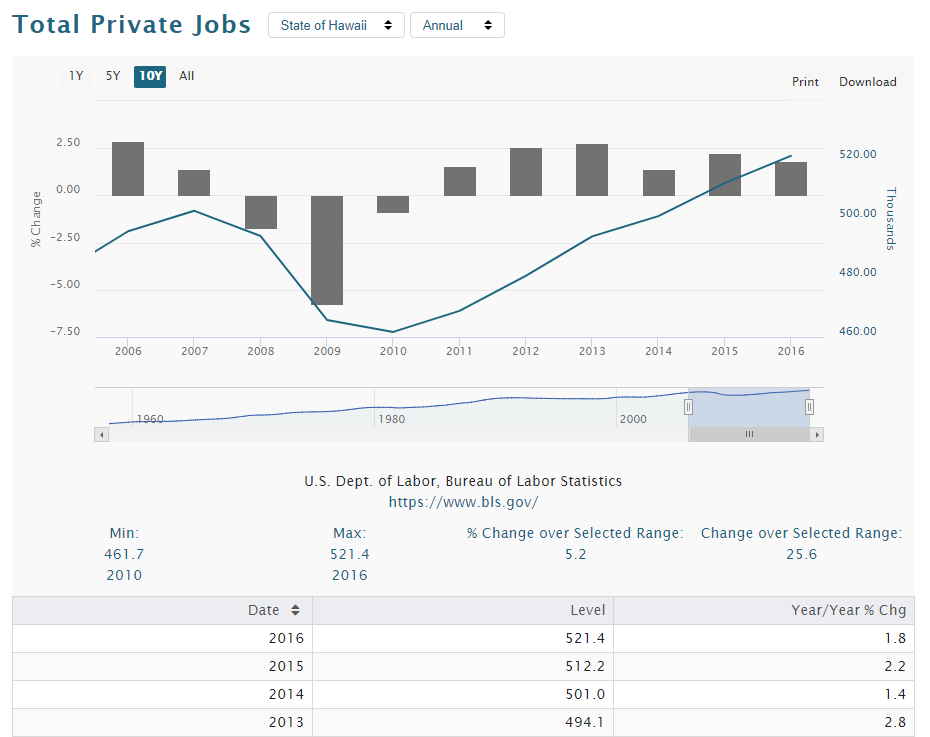 Total Private Jobs State of Hawaii Annual
1Y 5Y 10Y All
Print Download
2.50
0.00
-2.50
-5.00
-7.50
% Change
520.00
500.00
480.00
460.00
Thousands
2006 2007 2008 2009 2010 2011 2012 2013 2014 2015 2016
1960 1980 2000
U.S. Dept. of Labor, Bureau of Labor Statistics
https://www.bls.gov/
Min: Max: % Change over Selected Range: Change over Selected Range:
461.7 521.4 5.2 25.6
2010 2016
Date Level Year/Year % Chg
2016 521.4 1.8
2015 512.2 2.2
2014 501.0 1.4
2013 494.1 2.8